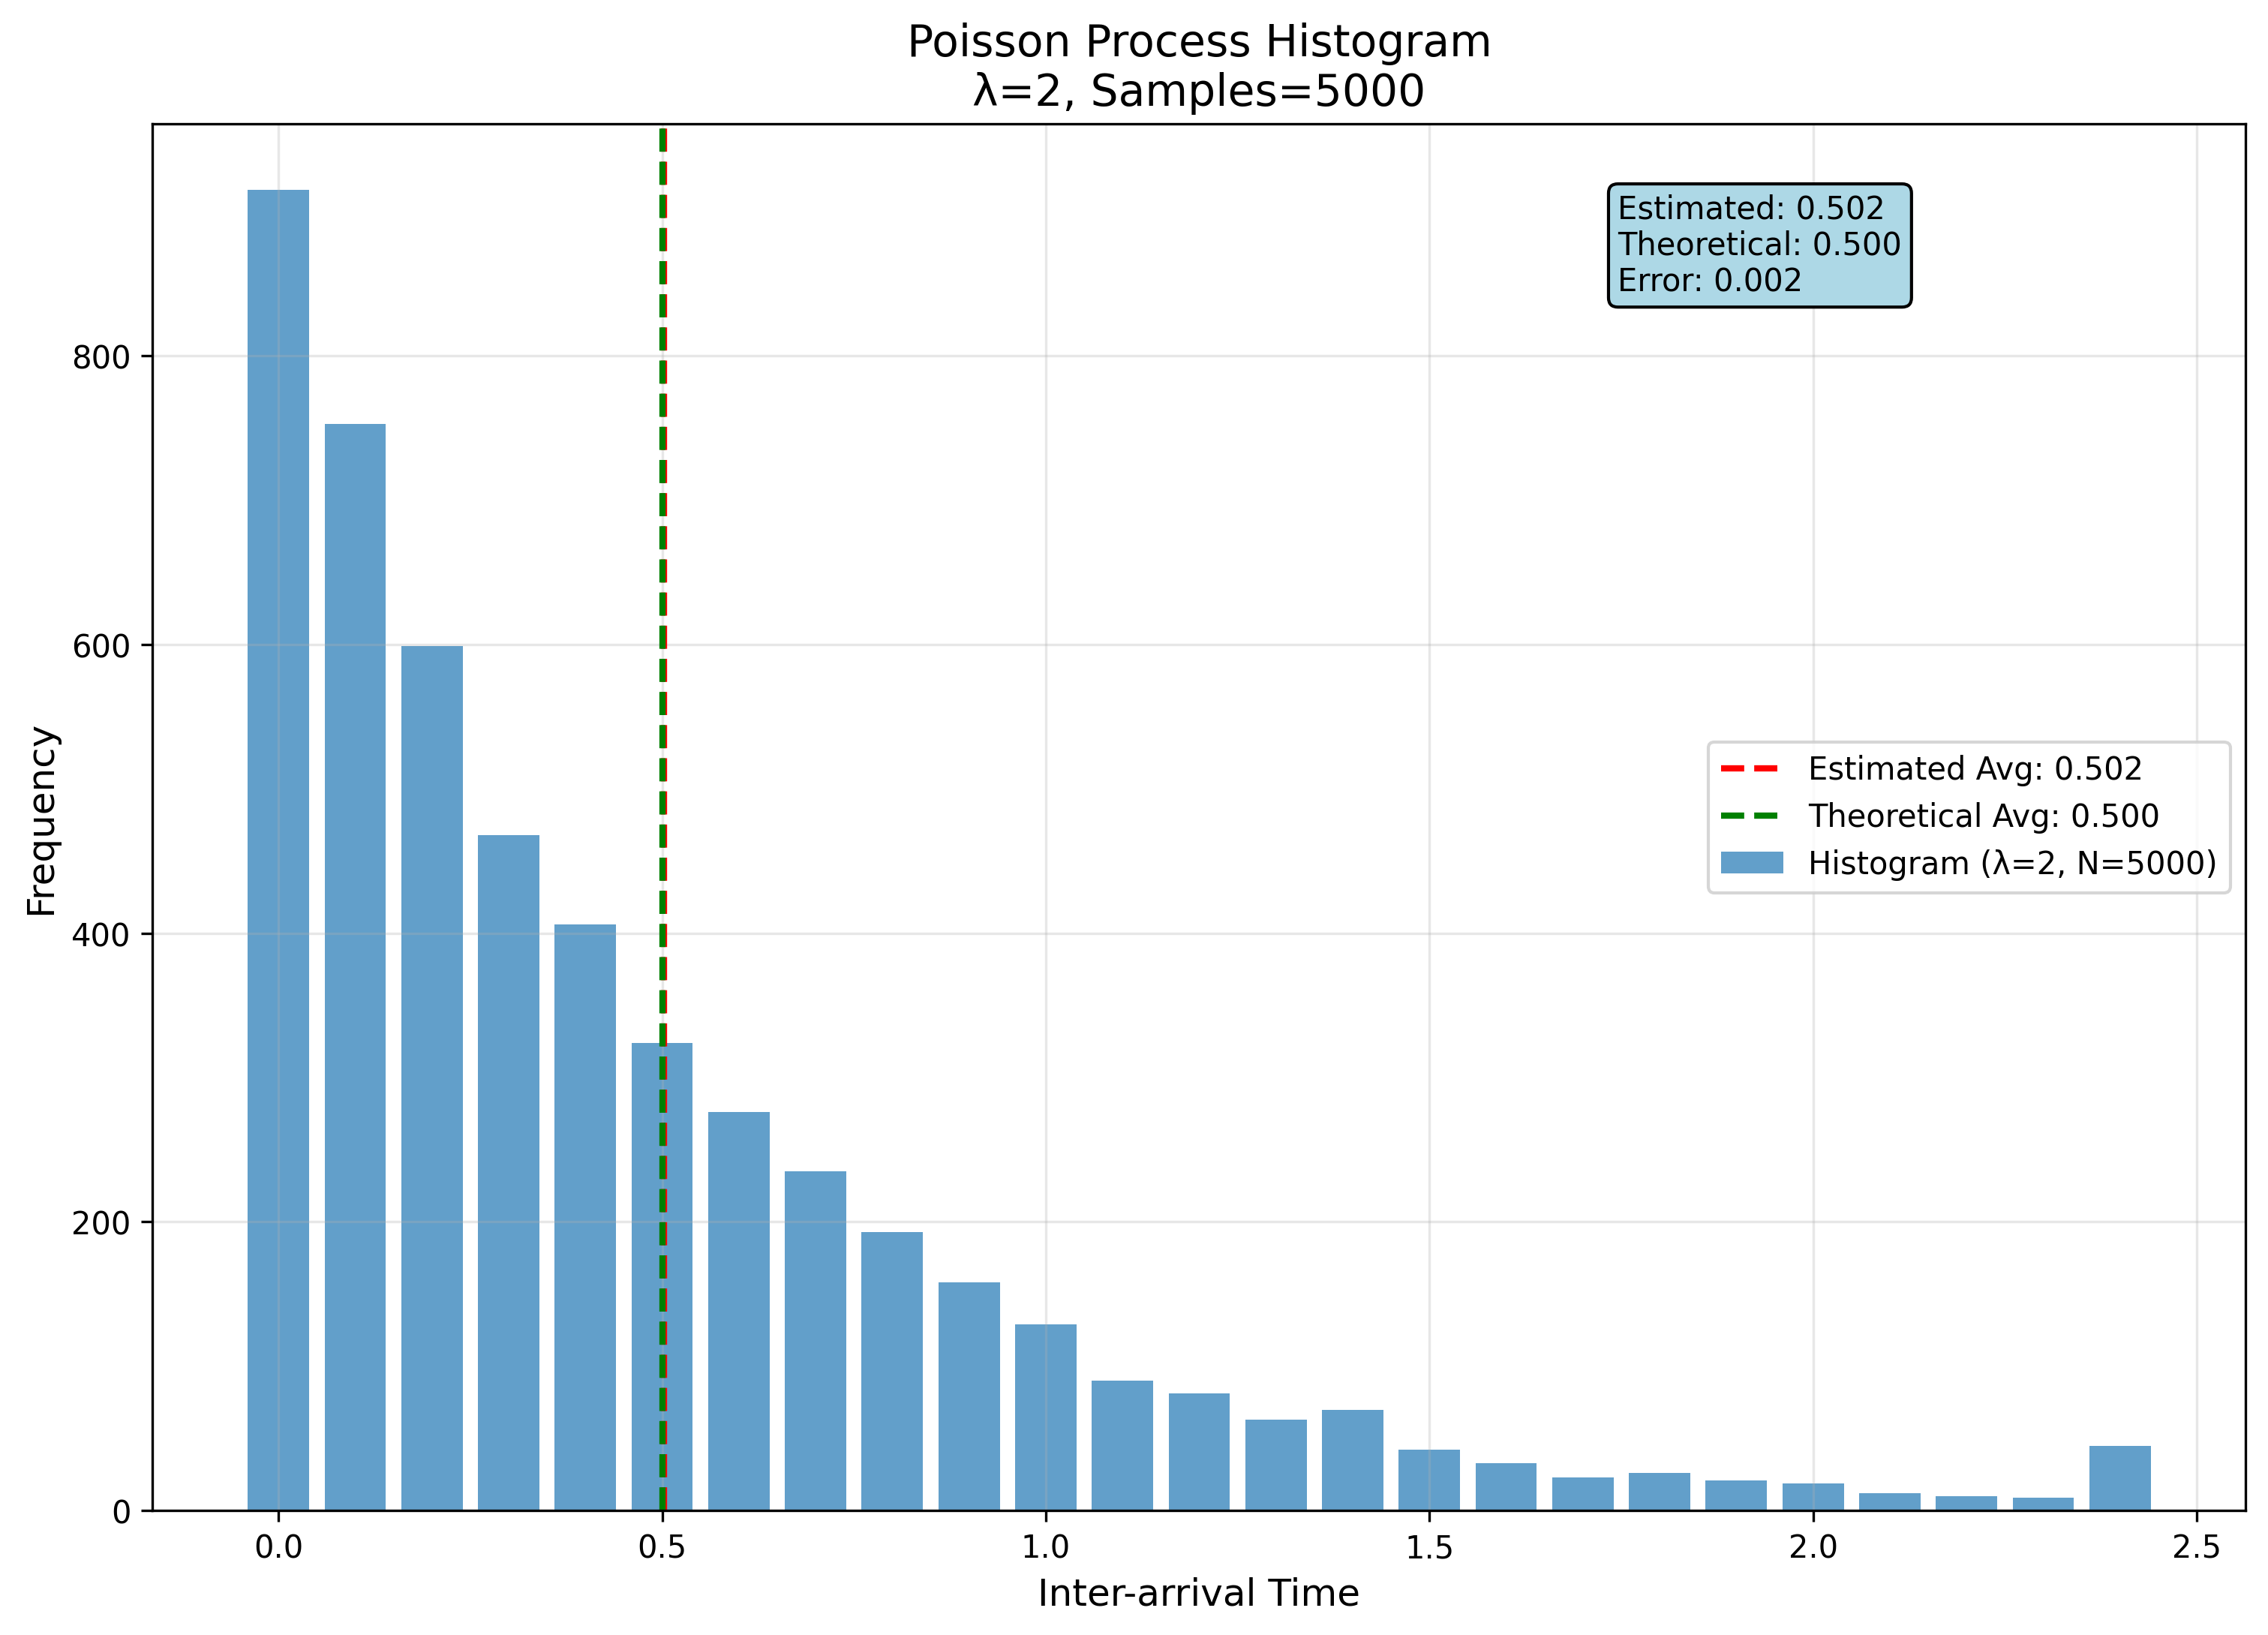 Poisson Process Histogram
λ=2, Samples=5000
Estimated: 0.502
Theoretical: 0.500
Error: 0.002
800
600
400
200
0
Frequency
Estimated Avg: 0.502
Theoretical Avg: 0.500
Histogram (λ=2, N=5000)
0.0 0.5 1.0 1.5 2.0 2.5
Inter-arrival Time